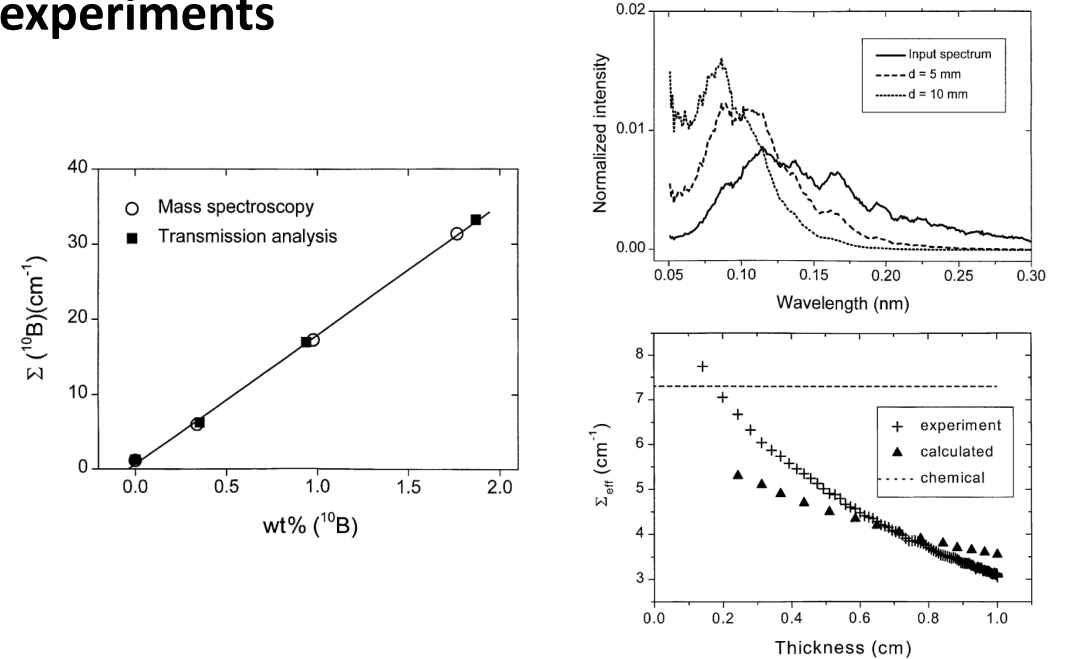 experiments
40
30
20
10
0
Σ (¹⁰B)(cm⁻¹)
Mass spectroscopy
Transmission analysis
0.0 0.5 1.0 1.5 2.0
wt% (¹⁰B)
0.02
0.01
0.00
Normalized intensity
Input spectrum
d = 5 mm
d = 10 mm
0.05 0.10 0.15 0.20 0.25 0.30
Wavelength (nm)
8
7
6
5
4
3
Σeff (cm⁻¹)
experiment
calculated
chemical
0.0 0.2 0.4 0.6 0.8 1.0
Thickness (cm)